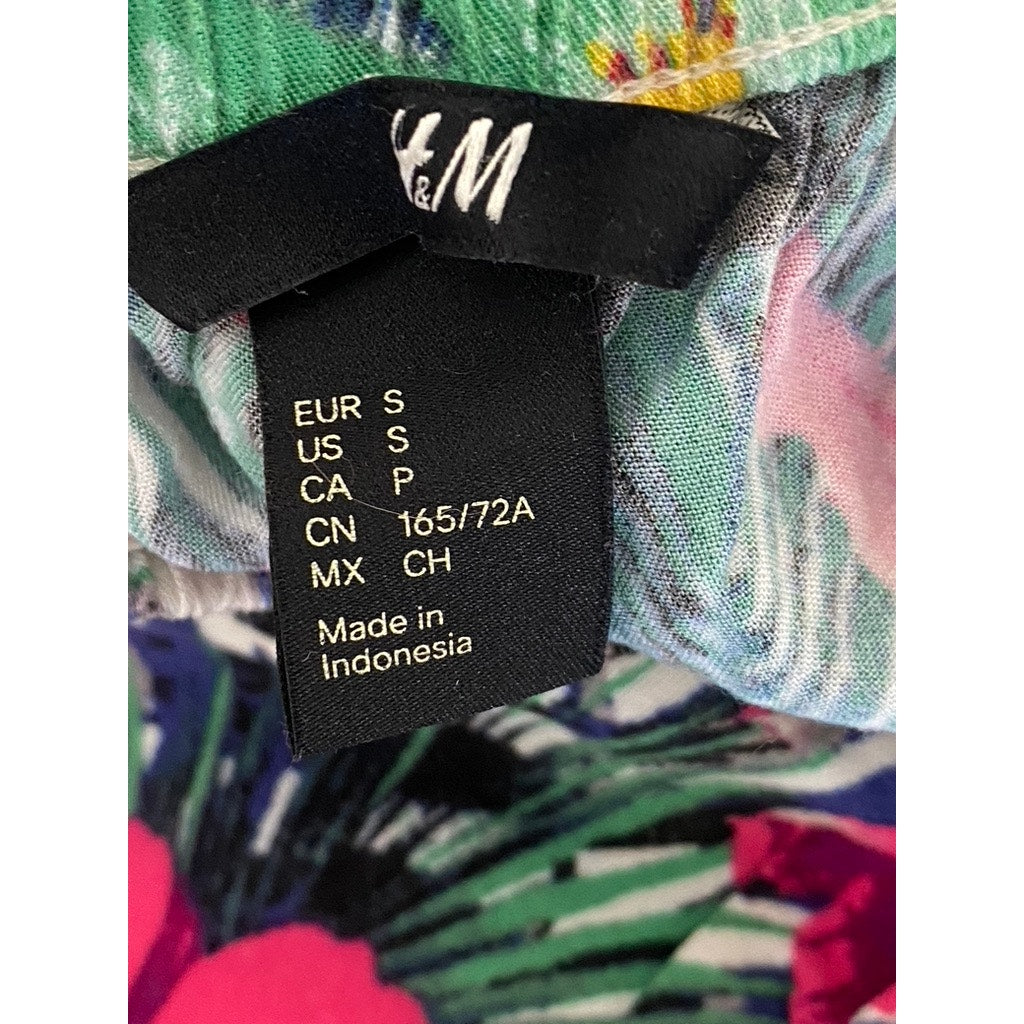 H&M
EUR S
US S
CA P
CN 165/72A
MX CH
Made in
Indonesia